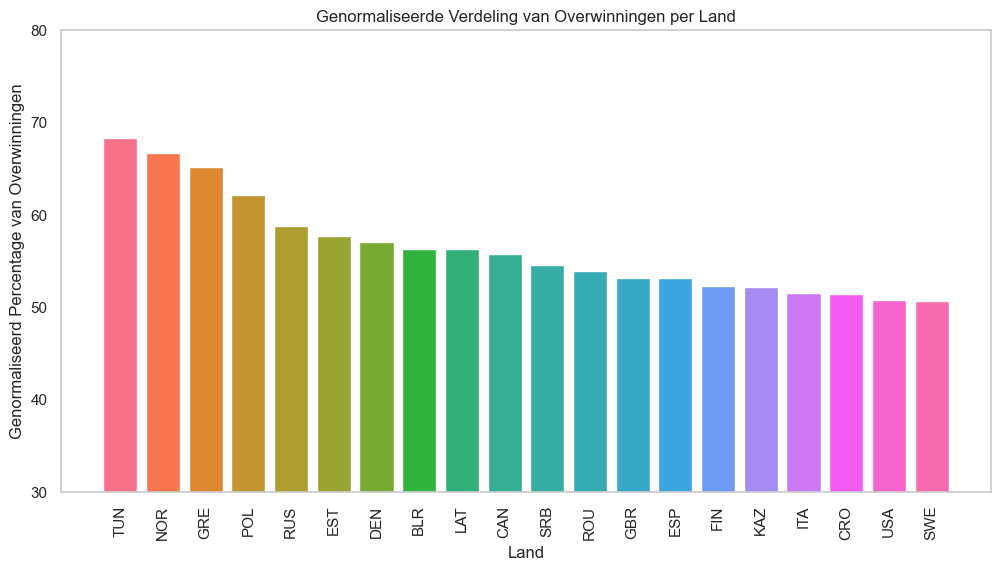 Genormaliseerde Verdeling van Overwinningen per Land
Genormaliseerd Percentage van Overwinningen
80
70
60
50
40
30
TUN
NOR
GRE
POL
RUS
EST
DEN
BLR
LAT
CAN
SRB
ROU
GBR
ESP
FIN
KAZ
ITA
CRO
USA
SWE
Land